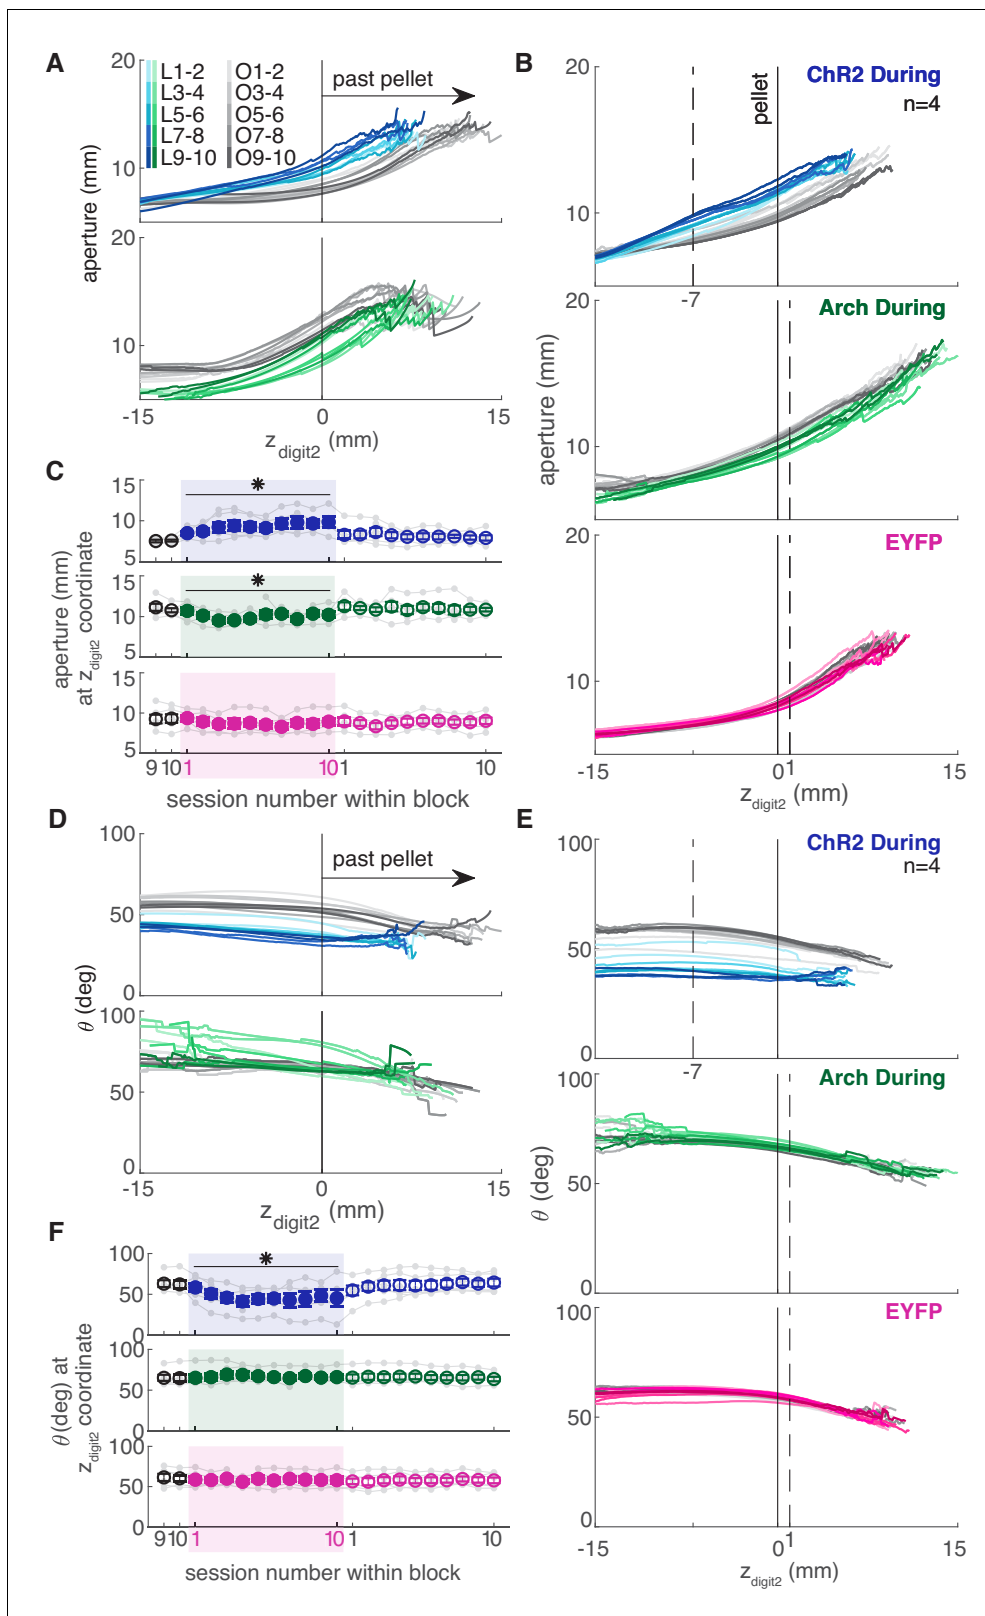 A
20
10
aperture (mm)
L1-2 O1-2
L3-4 O3-4
L5-6 O5-6
L7-8 O7-8
L9-10 O9-10
past pellet
15
20
10
-15 0 15
z digit2 (mm)
B
20
10
pellet
ChR2 During
n=4
-7
20
10
aperture (mm)
Arch During
20
10
EYFP
-15 0 1 15
z digit2 (mm)
C
15
10
5
*
15
10
5
*
15
10
5
aperture (mm)
at z digit2 coordinate
9 10 1 10 1 10
session number within block
D
100
50
0
past pellet
100
50
0
θ (deg)
-15 0 15
z digit2 (mm)
E
100
50
0
ChR2 During
n=4
-7
100
50
0
θ (deg)
Arch During
100
50
0
EYFP
-15 0 1 15
z digit2 (mm)
F
100
50
0
*
100
50
0
100
50
0
θ (deg) at
z digit2 coordinate
9 10 1 10 1 10
session number within block